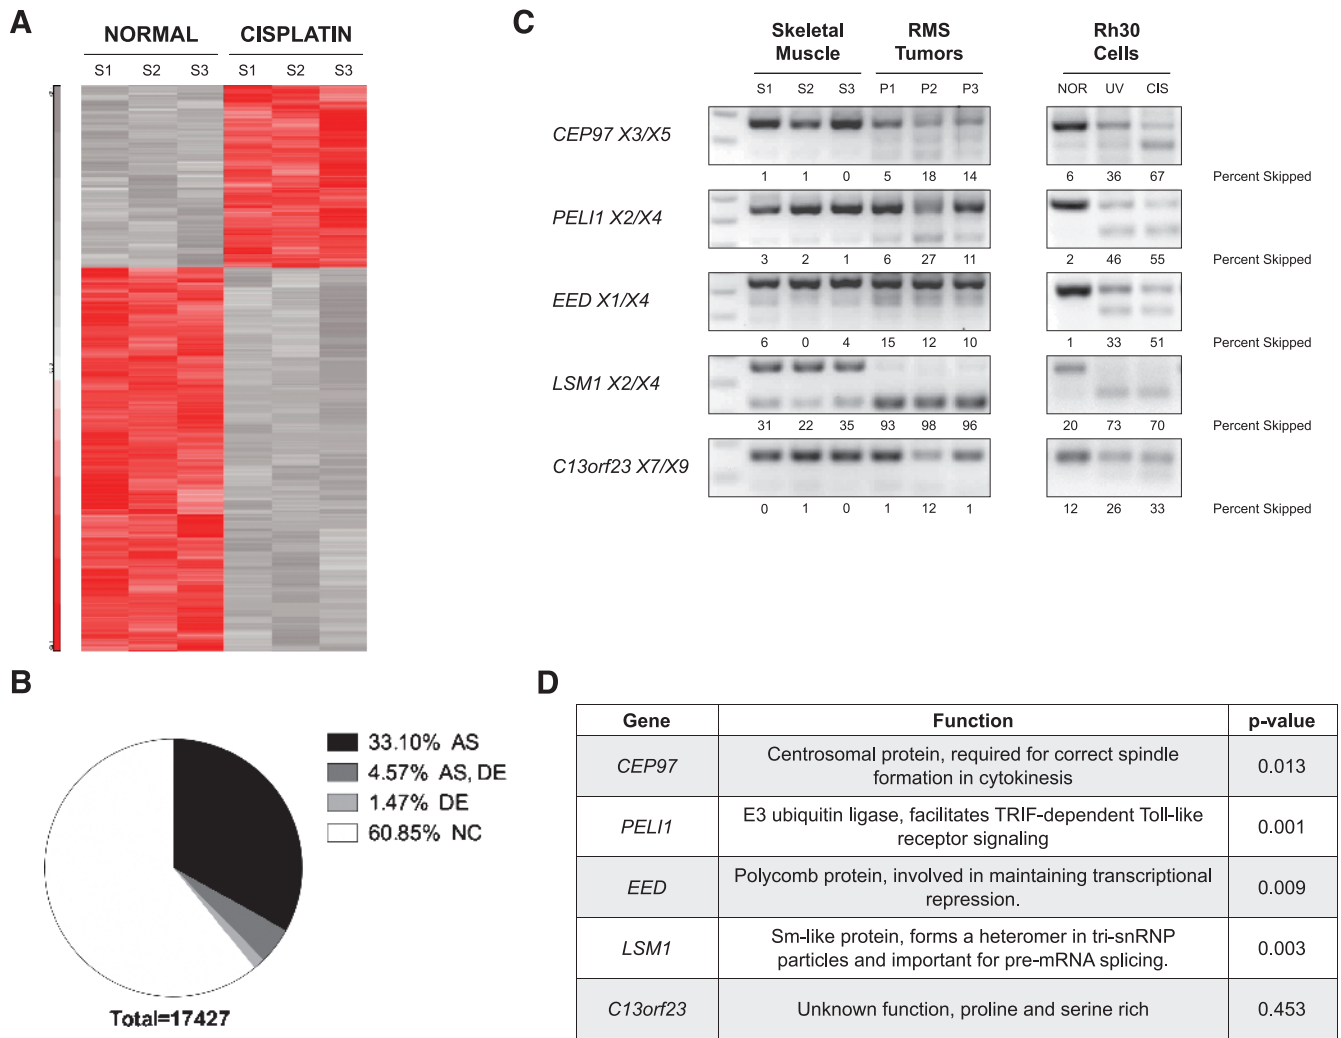 A
NORMAL CISPLATIN
S1 S2 S3 S1 S2 S3
B
33.10% AS
4.57% AS, DE
1.47% DE
60.85% NC
Total=17427
C
Skeletal Muscle
RMS Tumors
Rh30 Cells
S1 S2 S3 P1 P2 P3 NOR UV CIS
CEP97 X3/X5
1 1 0 5 18 14 6 36 67 Percent Skipped
PELI1 X2/X4
3 2 1 6 27 11 2 46 55 Percent Skipped
EED X1/X4
6 0 4 15 12 10 1 33 51 Percent Skipped
LSM1 X2/X4
31 22 35 93 98 96 20 73 70 Percent Skipped
C13orf23 X7/X9
0 1 0 1 12 1 12 26 33 Percent Skipped
D
Gene Function p-value
CEP97 Centrosomal protein, required for correct spindle
formation in cytokinesis 0.013
PELI1 E3 ubiquitin ligase, facilitates TRIF-dependent Toll-like
receptor signaling 0.001
EED Polycomb protein, involved in maintaining transcriptional
repression. 0.009
LSM1 Sm-like protein, forms a heteromer in tri-snRNP
particles and important for pre-mRNA splicing. 0.003
C13orf23 Unknown function, proline and serine rich 0.453